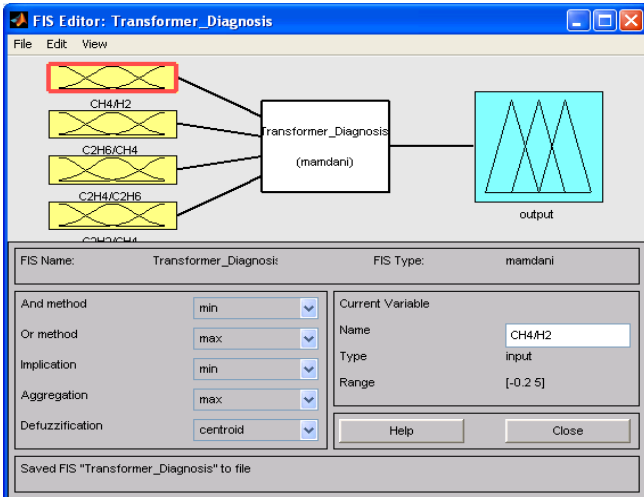 FIS Editor: Transformer_Diagnosis
File Edit View
CH4/H2
C2H6/CH4
C2H4/C2H6
C2H2/CH4
Transformer_Diagnosis
(mamdani)
output
FIS Name: Transformer_Diagnosis FIS Type: mamdani
And method min
Or method max
Implication min
Aggregation max
Defuzzification centroid
Current Variable
Name CH4/H2
Type input
Range [-0.2 5]
Help Close
Saved FIS "Transformer_Diagnosis" to file